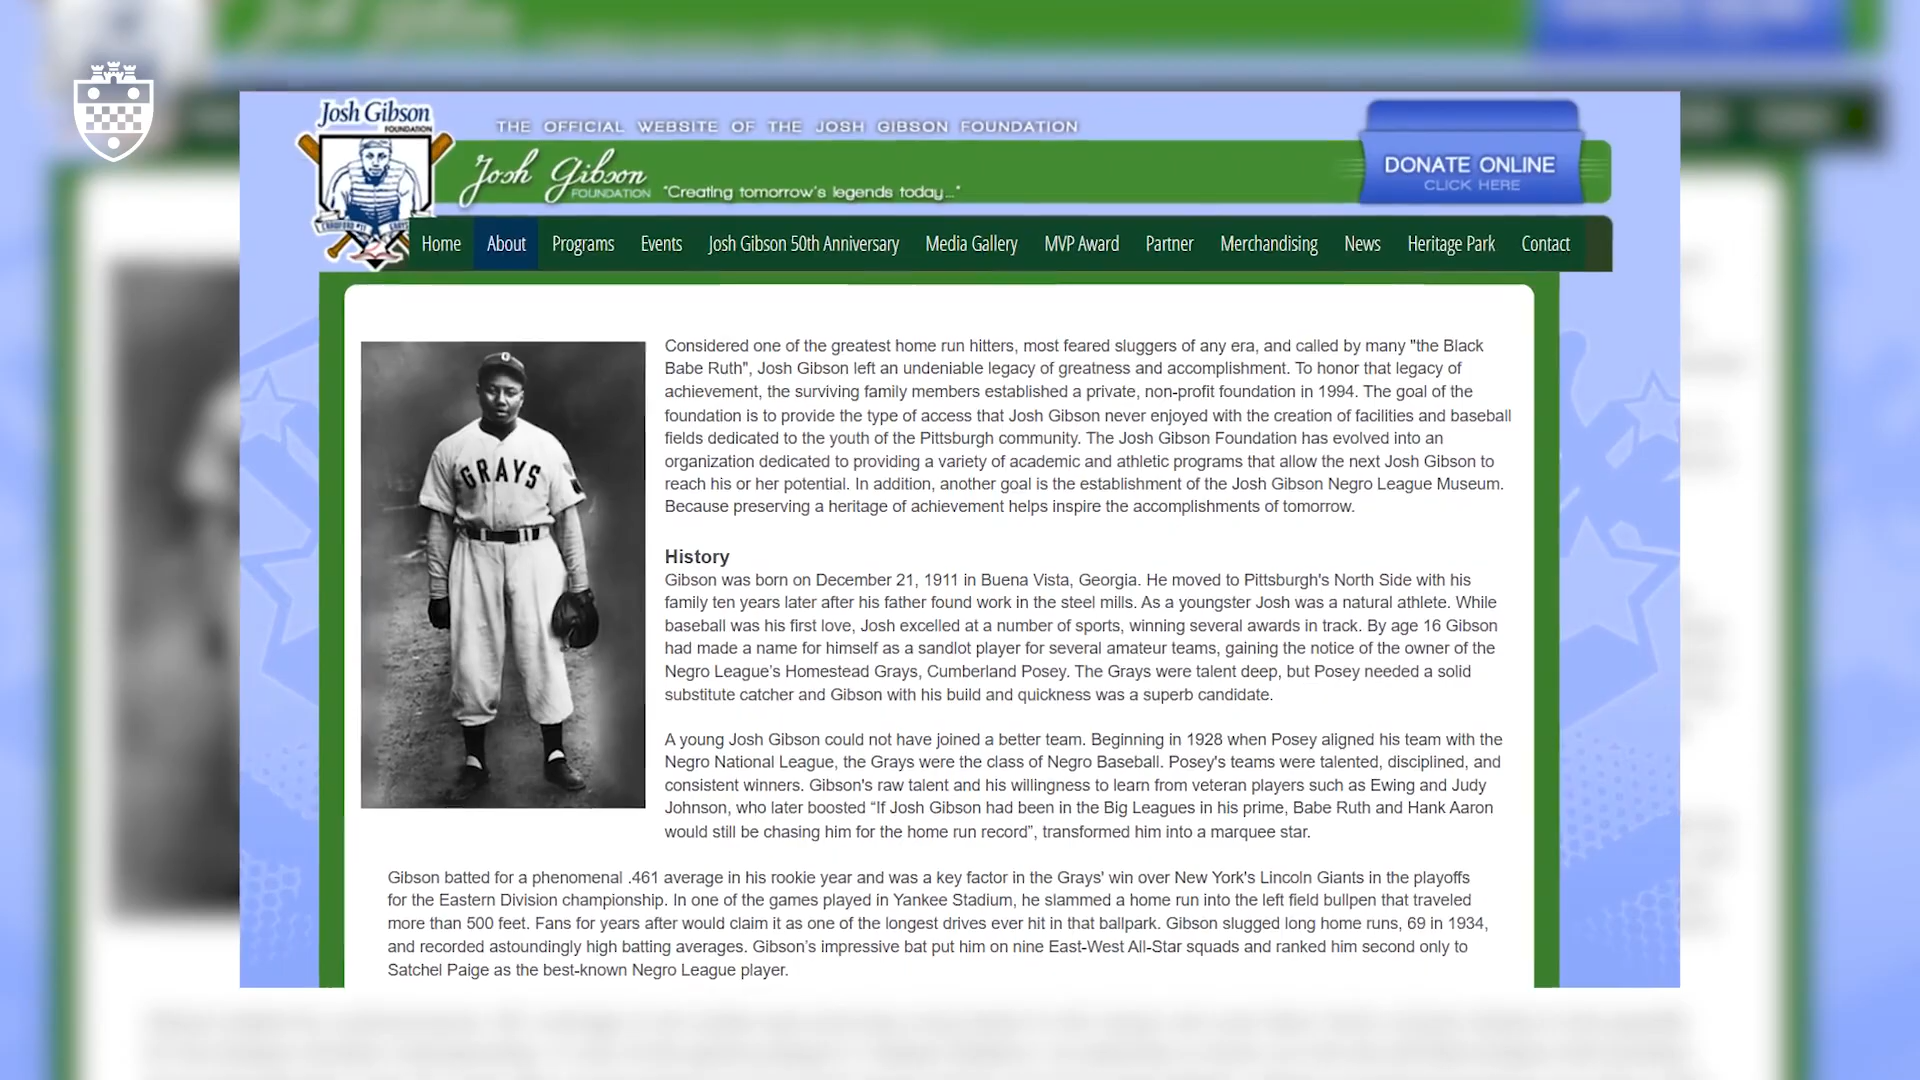 Josh Gibson
FOUNDATION
THE OFFICIAL WEBSITE OF THE JOSH GIBSON FOUNDATION
Josh Gibson
FOUNDATION
"Creating tomorrow's legends today..."
DONATE ONLINE
CLICK HERE
Home About Programs Events Josh Gibson 50th Anniversary Media Gallery MVP Award Partner Merchandising News Heritage Park Contact
GRAYS
Considered one of the greatest home run hitters, most feared sluggers of any era, and called by many "the Black
Babe Ruth", Josh Gibson left an undeniable legacy of greatness and accomplishment. To honor that legacy of
achievement, the surviving family members established a private, non-profit foundation in 1994. The goal of the
foundation is to provide the type of access that Josh Gibson never enjoyed with the creation of facilities and baseball
fields dedicated to the youth of the Pittsburgh community. The Josh Gibson Foundation has evolved into an
organization dedicated to providing a variety of academic and athletic programs that allow the next Josh Gibson to
reach his or her potential. In addition, another goal is the establishment of the Josh Gibson Negro League Museum.
Because preserving a heritage of achievement helps inspire the accomplishments of tomorrow.
History
Gibson was born on December 21, 1911 in Buena Vista, Georgia. He moved to Pittsburgh's North Side with his
family ten years later after his father found work in the steel mills. As a youngster Josh was a natural athlete. While
baseball was his first love, Josh excelled at a number of sports, winning several awards in track. By age 16 Gibson
had made a name for himself as a sandlot player for several amateur teams, gaining the notice of the owner of the
Negro League's Homestead Grays, Cumberland Posey. The Grays were talent deep, but Posey needed a solid
substitute catcher and Gibson with his build and quickness was a superb candidate.
A young Josh Gibson could not have joined a better team. Beginning in 1928 when Posey aligned his team with the
Negro National League, the Grays were the class of Negro Baseball. Posey's teams were talented, disciplined, and
consistent winners. Gibson's raw talent and his willingness to learn from veteran players such as Ewing and Judy
Johnson, who later boosted “If Josh Gibson had been in the Big Leagues in his prime, Babe Ruth and Hank Aaron
would still be chasing him for the home run record”, transformed him into a marquee star.
Gibson batted for a phenomenal .461 average in his rookie year and was a key factor in the Grays' win over New York's Lincoln Giants in the playoffs
for the Eastern Division championship. In one of the games played in Yankee Stadium, he slammed a home run into the left field bullpen that traveled
more than 500 feet. Fans for years after would claim it as one of the longest drives ever hit in that ballpark. Gibson slugged long home runs, 69 in 1934,
and recorded astoundingly high batting averages. Gibson’s impressive bat put him on nine East-West All-Star squads and ranked him second only to
Satchel Paige as the best-known Negro League player.